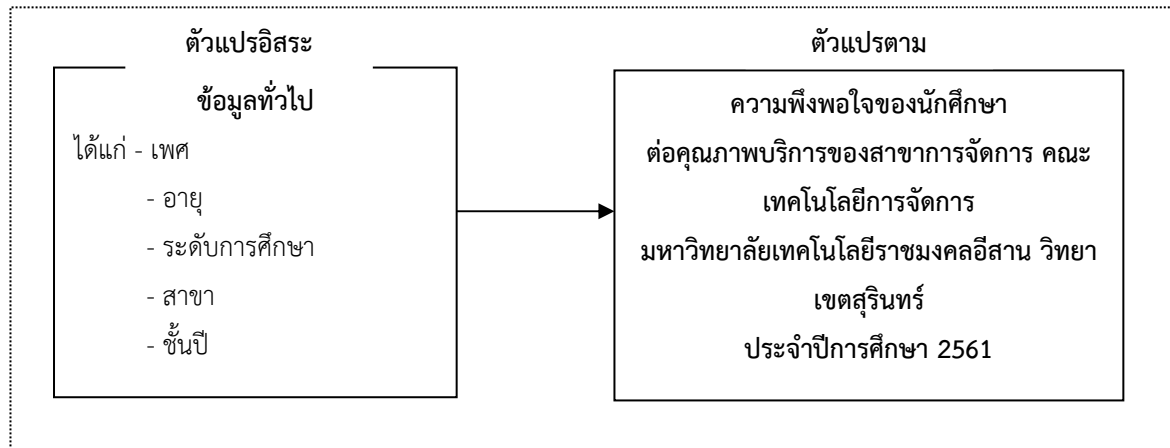 ตัวแปรอิสระ
ข้อมูลทั่วไป
ได้แก่ - เพศ
- อายุ
- ระดับการศึกษา
- สาขา
- ชั้นปี
ตัวแปรตาม
ความพึงพอใจของนักศึกษา
ต่อคุณภาพบริการของสาขาการจัดการ คณะ
เทคโนโลยีการจัดการ
มหาวิทยาลัยเทคโนโลยีราชมงคลอีสาน วิทยา
เขตสุรินทร์
ประจำปีการศึกษา 2561